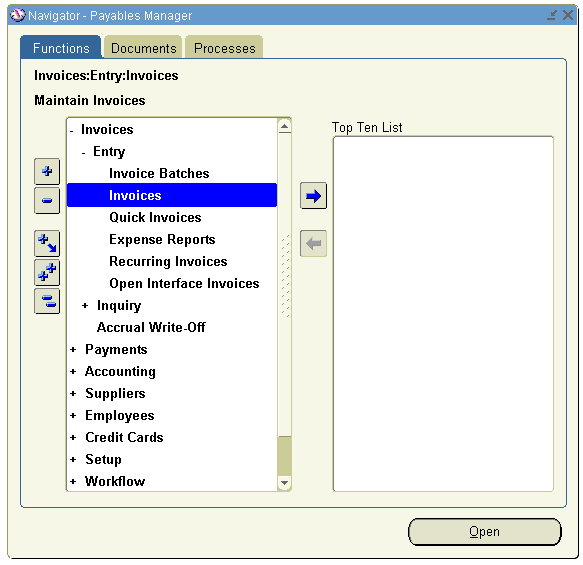 Navigator - Payables Manager
Functions
Documents
Processes
Invoices:Entry:Invoices
Maintain Invoices
- Invoices
- Entry
Invoice Batches
Invoices
Quick Invoices
Expense Reports
Recurring Invoices
Open Interface Invoices
+ Inquiry
Accrual Write-Off
+ Payments
+ Accounting
+ Suppliers
+ Employees
+ Credit Cards
+ Setup
+ Workflow
Top Ten List
Open